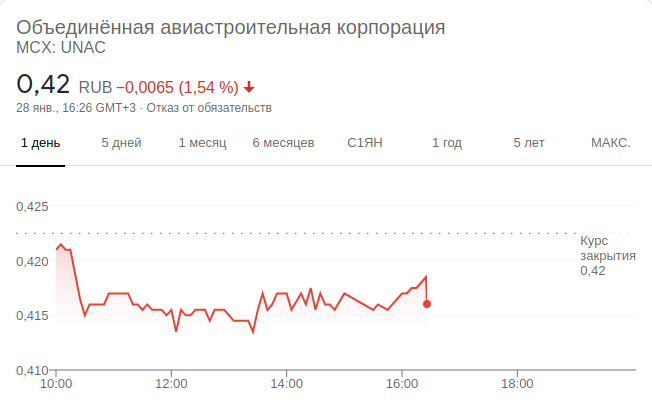 Объединённая авиастроительная корпорация
MCX: UNAC
0,42 RUB −0,0065 (1,54 %)
28 янв., 16:26 GMT+3 · Отказ от обязательств
1 день 5 дней 1 месяц 6 месяцев С1ЯН 1 год 5 лет МАКС.
0,425
Курс
закрытия
0,42
0,420
0,415
0,410
10:00 12:00 14:00 16:00 18:00